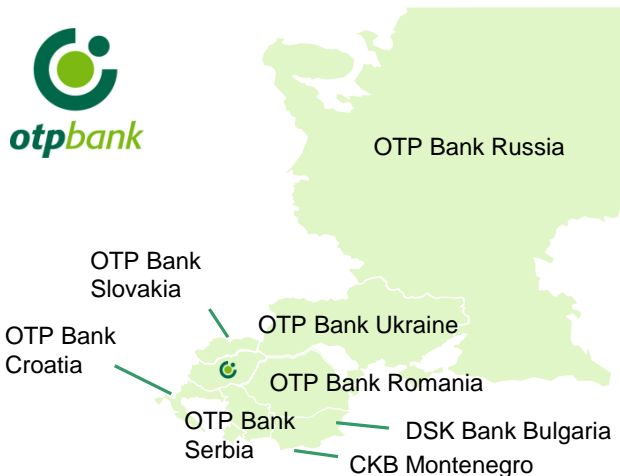 otpbank
OTP Bank Russia
OTP Bank
Slovakia
OTP Bank Ukraine
OTP Bank
Croatia
OTP Bank Romania
OTP Bank
Serbia
DSK Bank Bulgaria
CKB Montenegro